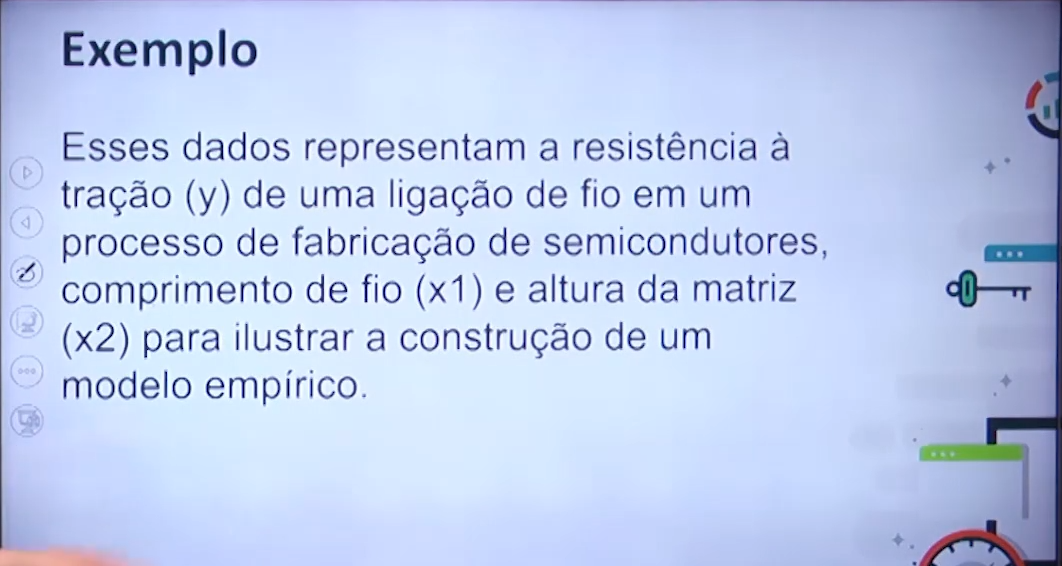 Exemplo
Esses dados representam a resistência à
tração (y) de uma ligação de fio em um
processo de fabricação de semicondutores,
comprimento de fio (x1) e altura da matriz
(x2) para ilustrar a construção de um
modelo empírico.